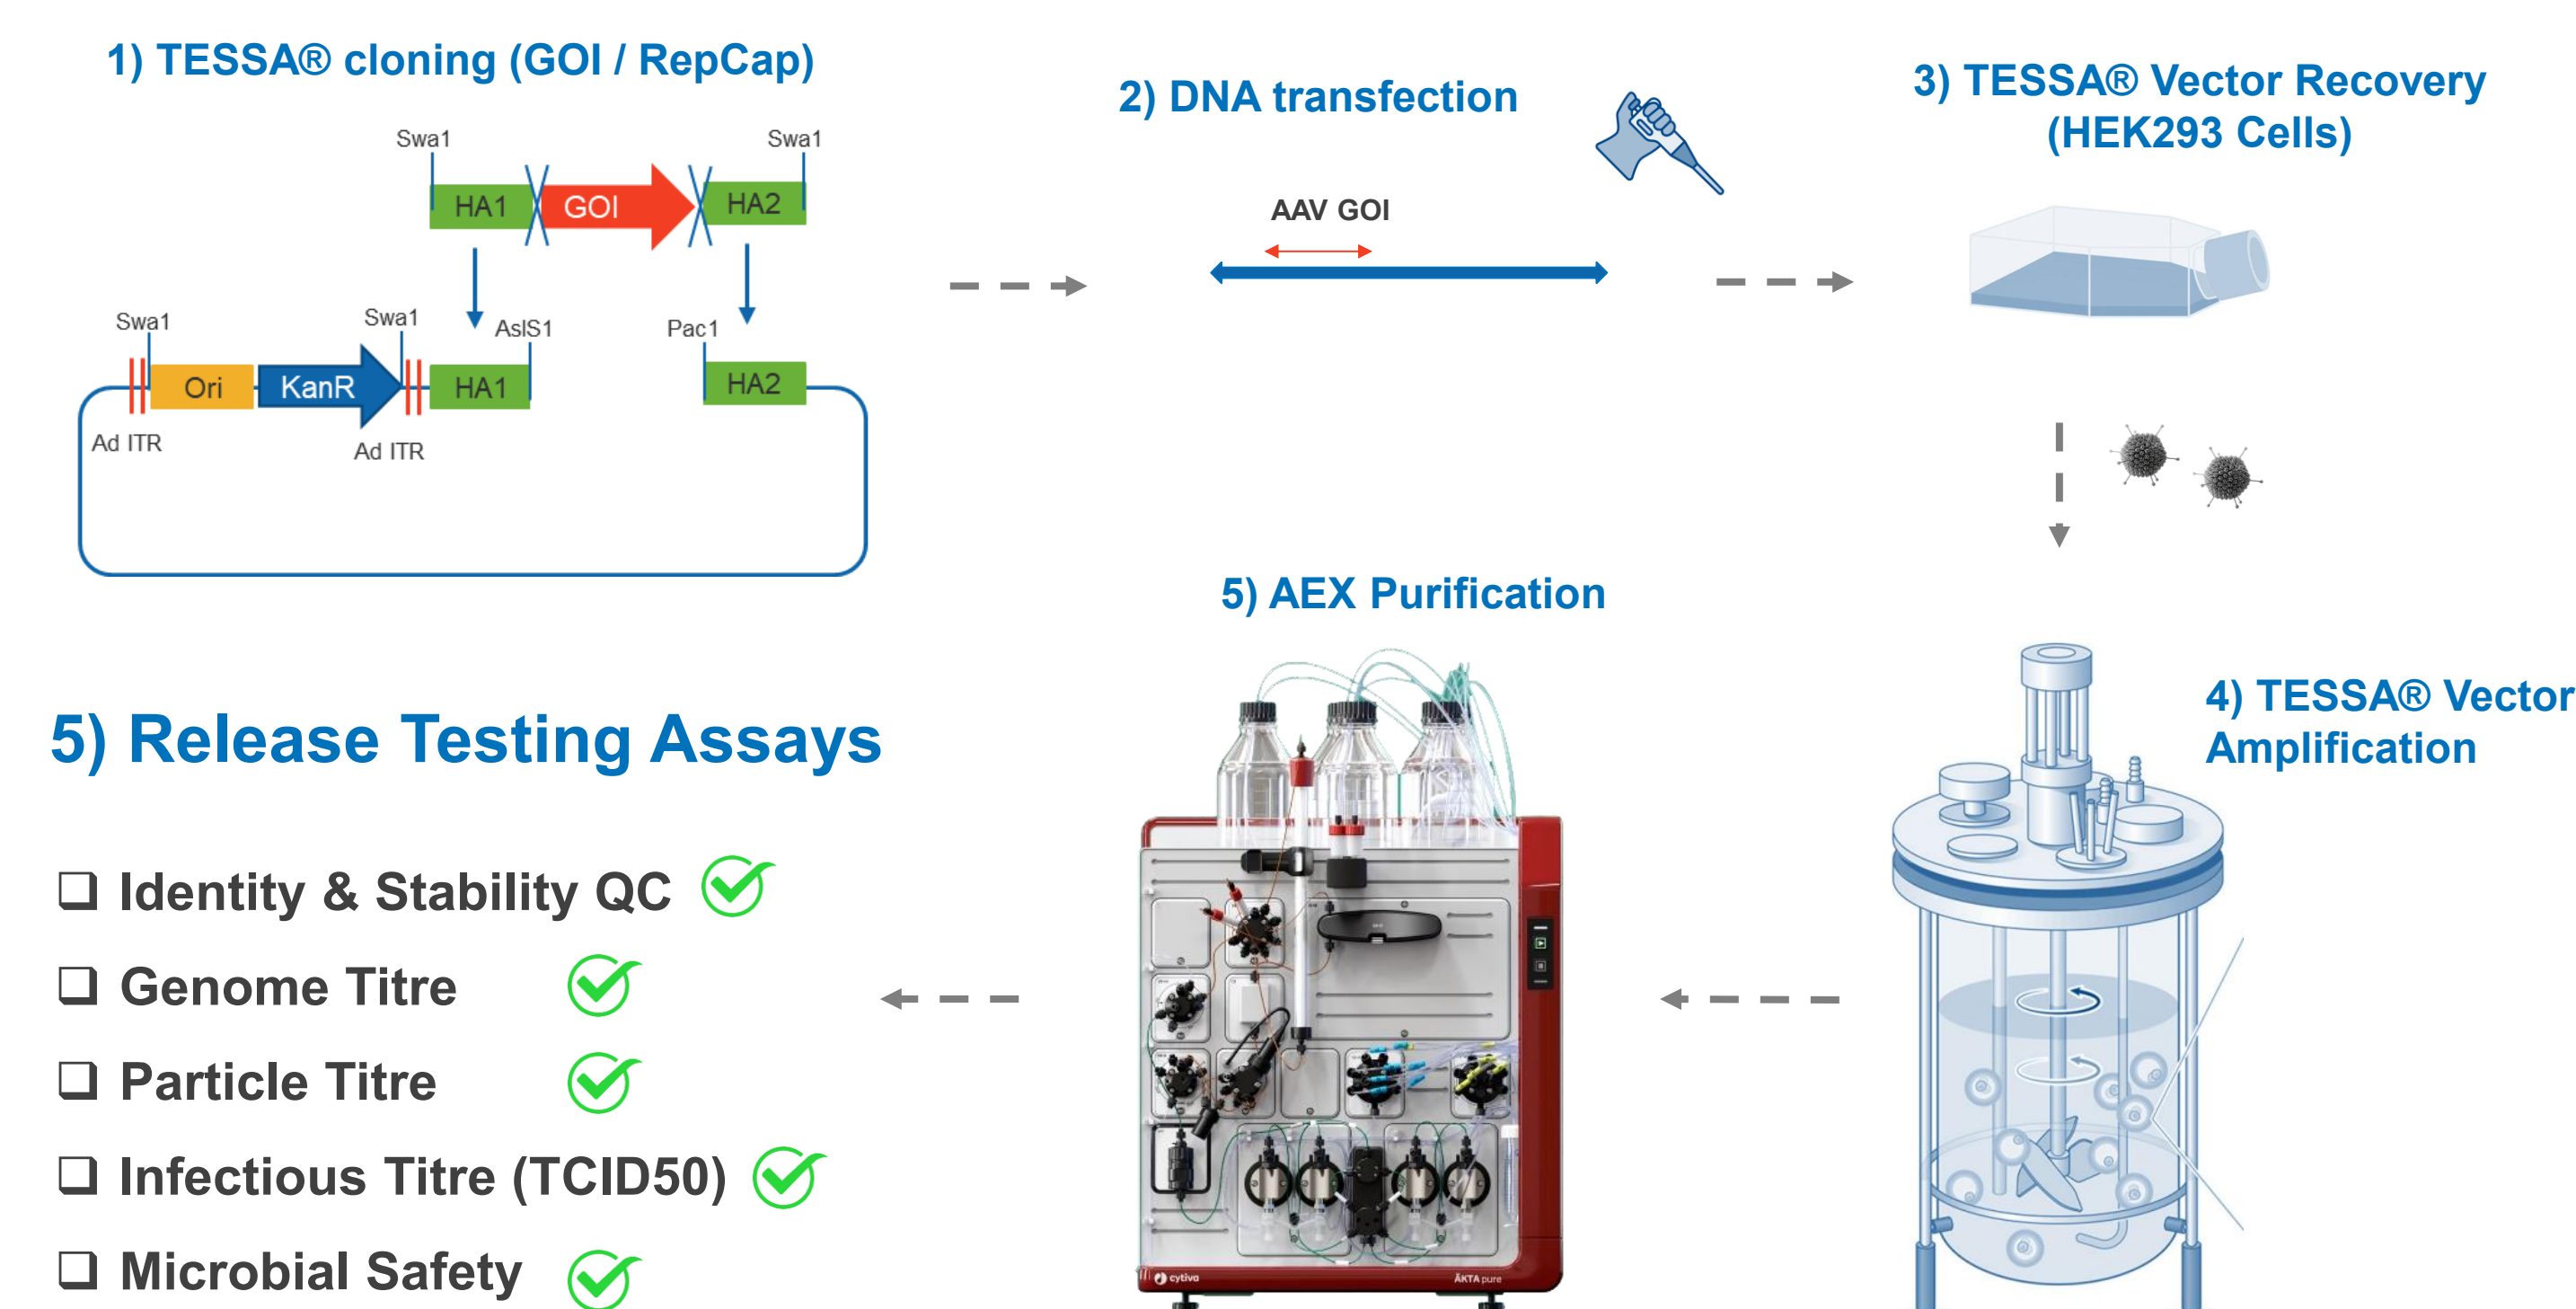 1) TESSA® cloning (GOI / RepCap)
Swa1
Swa1
HA1
GOI
HA2
Swa1
Swa1
AsIS1
Pac1
Ori
KanR
HA1
HA2
Ad ITR
Ad ITR
2) DNA transfection
AAV GOI
3) TESSA® Vector Recovery
(HEK293 Cells)
4) TESSA® Vector
Amplification
5) AEX Purification
cytiva
ÄKTA pure
5) Release Testing Assays
Identity & Stability QC
Genome Titre
Particle Titre
Infectious Titre (TCID50)
Microbial Safety